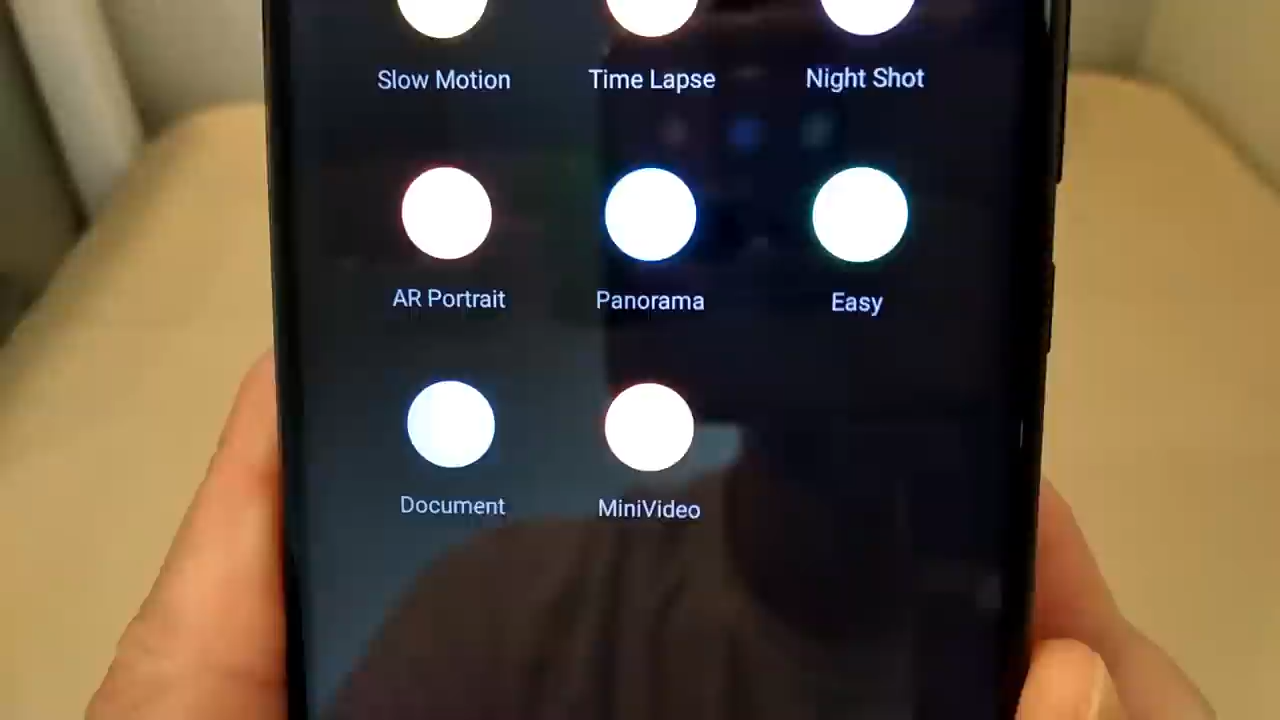 Slow Motion
Time Lapse
Night Shot
AR Portrait
Panorama
Easy
Document
MiniVideo